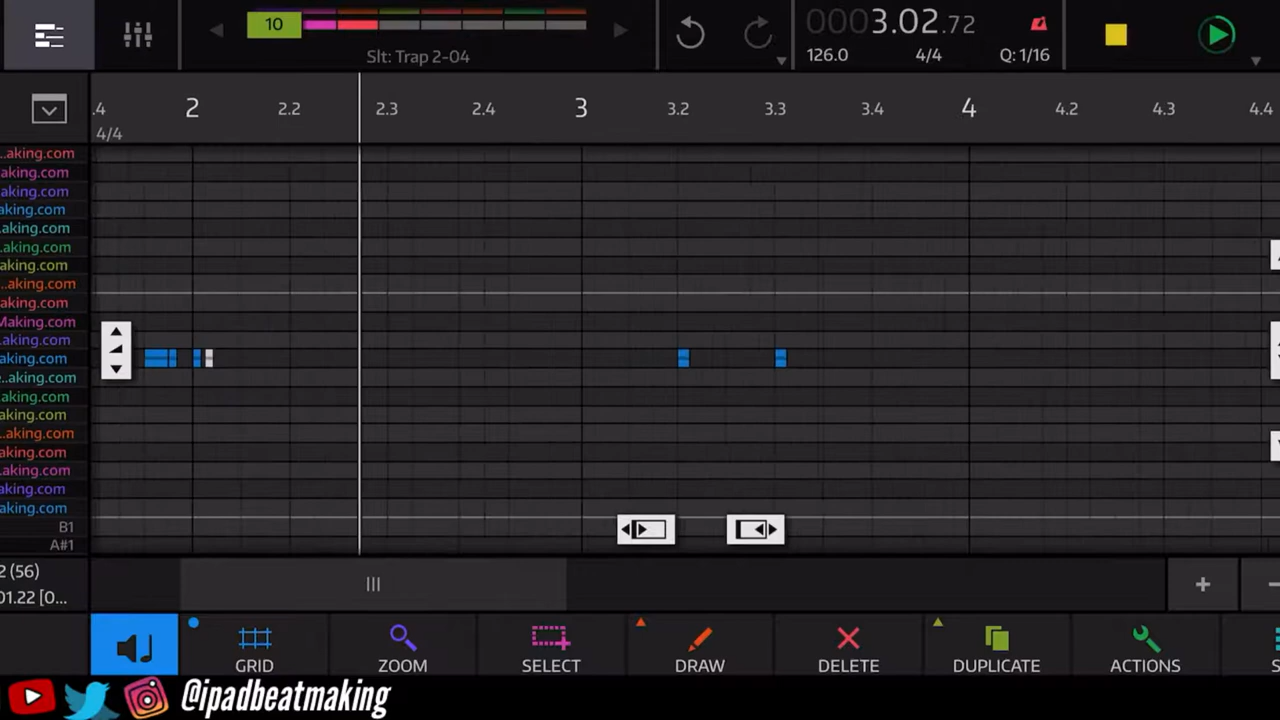 10
Slt: Trap 2-04
0003.02.72
126.0 4/4 Q: 1/16
.4 2 2.2 2.3 2.4 3 3.2 3.3 3.4 4 4.2 4.3 4.4
4/4
..aking.com
aking.com
aking.com
aking.com
.aking.com
.aking.com
aking.com
..aking.com
aking.com
Making.com
.aking.com
aking.com
e..aking.com
.aking.com
aking.com
..aking.com
aking.com
aking.com
aking.com
aking.com
B1
A#1
2 (56)
01.22 [0...
GRID ZOOM SELECT DRAW DELETE DUPLICATE ACTIONS S
@ipadbeatmaking